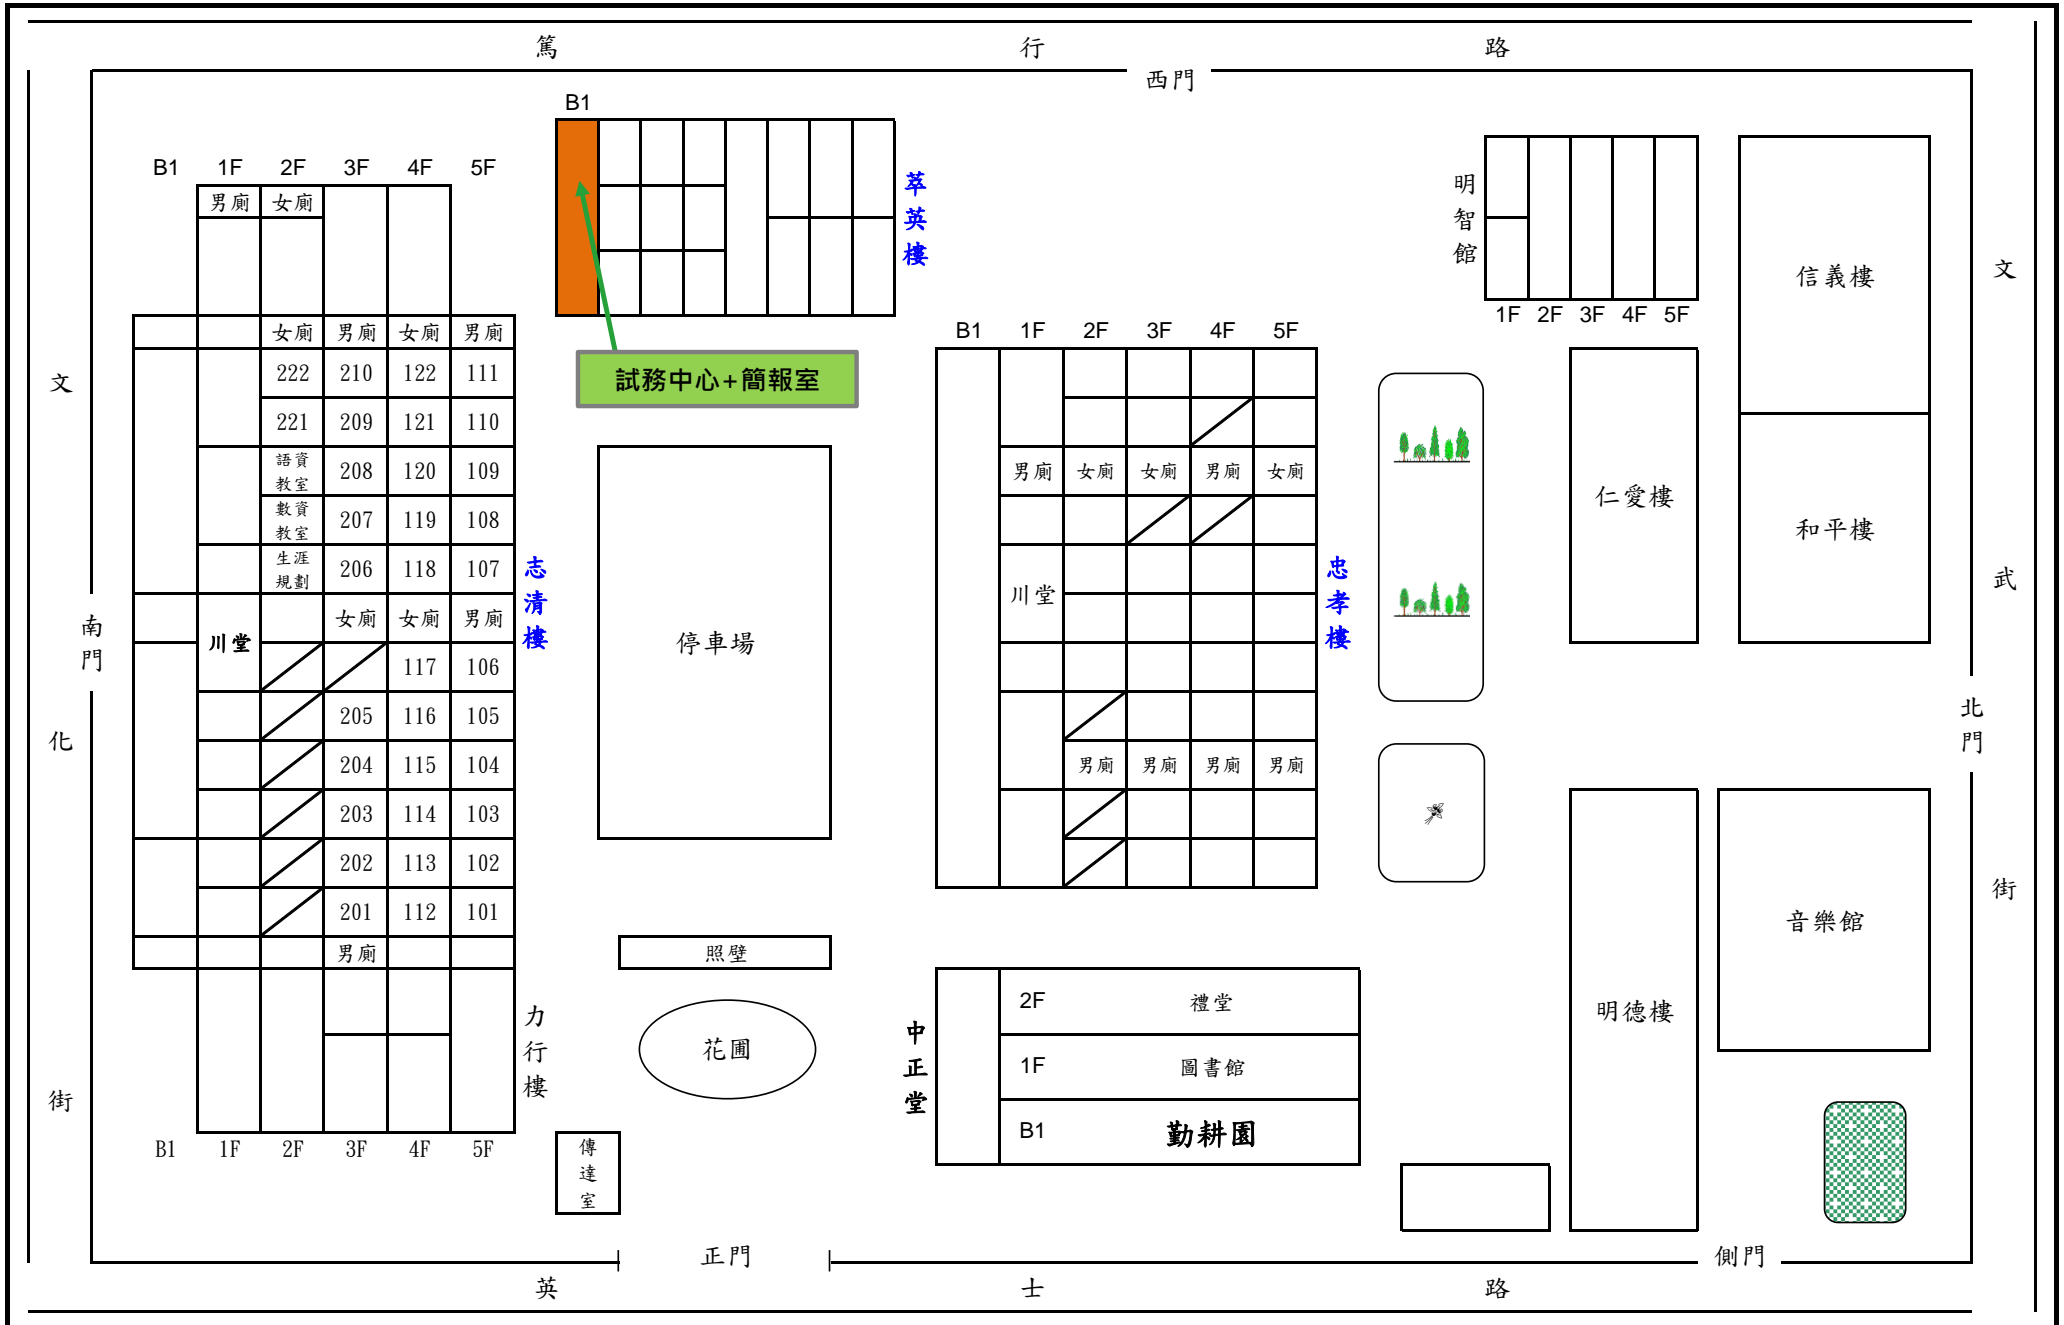 篤 行 路
西門
B1
萃英樓
B1 1F 2F 3F 4F 5F
男廁 女廁
女廁 男廁 女廁 男廁
222 210 122 111
221 209 121 110
語資教室 208 120 109
數資教室 207 119 108
生涯規劃 206 118 107
女廁 女廁 男廁
川堂
117 106
205 116 105
204 115 104
203 114 103
202 113 102
201 112 101
男廁
B1 1F 2F 3F 4F 5F
志清樓
力行樓
試務中心+簡報室
停車場
照壁
花圃
傳達室
B1 1F 2F 3F 4F 5F
男廁 女廁 女廁 男廁 女廁
川堂
男廁 男廁 男廁 男廁
忠孝樓
中正堂
2F 禮堂
1F 圖書館
B1 勤耕園
明智館
1F 2F 3F 4F 5F
信義樓
仁愛樓
和平樓
明德樓
音樂館
文 化 街
南門
文 武 街
北門
正門
側門
英 士 路